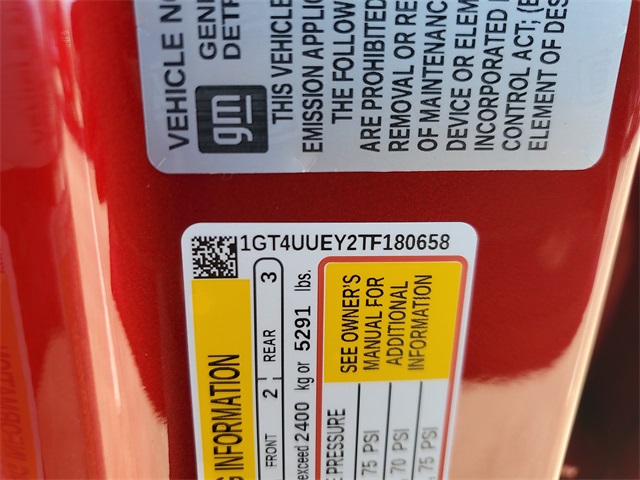 VEHICLE NO
gm
GENE
DETR
THIS VEHICLE
EMISSION APPLIC
THE FOLLOW
ARE PROHIBITED
REMOVAL OR RE
OF MAINTENANC
DEVICE OR ELEM
INCORPORATED
CONTROL ACT; (B
ELEMENT OF DES
1GT4UUEY2TF180658
G INFORMATION
FRONT 2 REAR 3
exceed 2400 kg or 5291 lbs.
SEE OWNER'S
MANUAL FOR
ADDITIONAL
INFORMATION
E PRESSURE
75 PSI
70 PSI
75 PSI